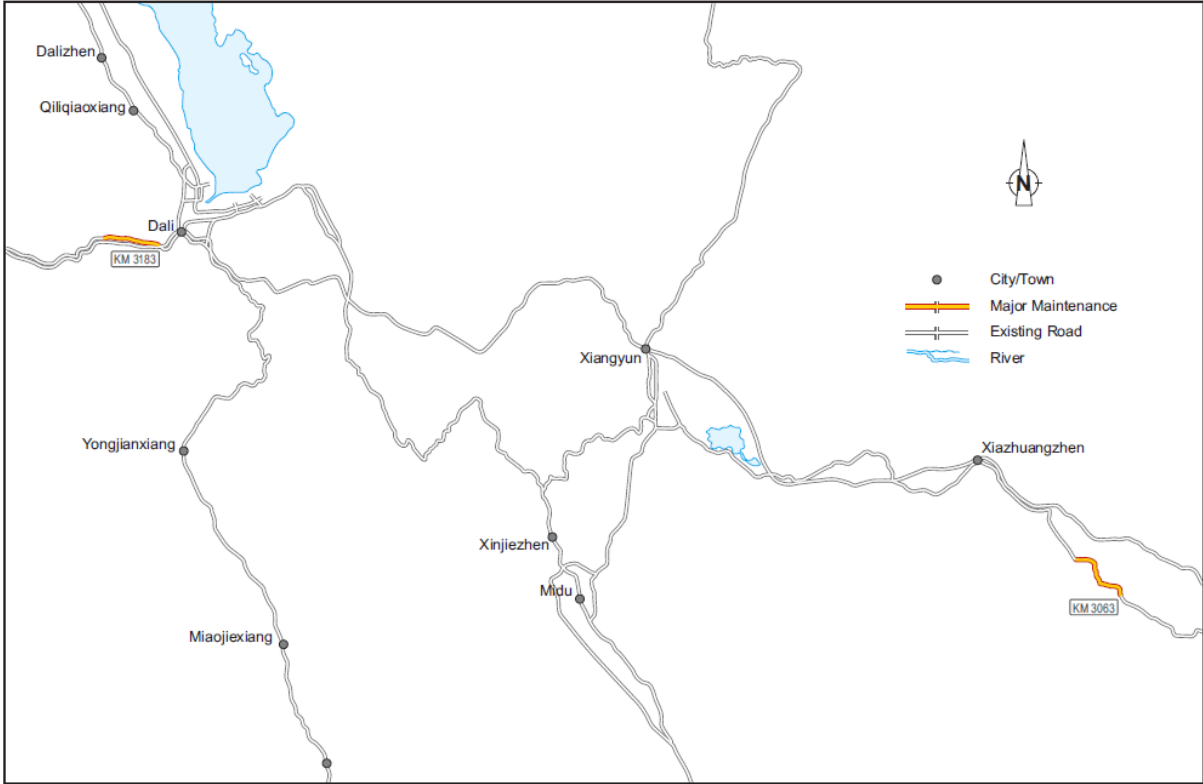 Dalizhen
Qiliqiaoxiang
Dali
KM 3183
N
City/Town
Major Maintenance
Existing Road
River
Xiangyun
Yongjianxiang
Xiazhuangzhen
Xinjiezhen
Midu
KM 3063
Miaojiexiang